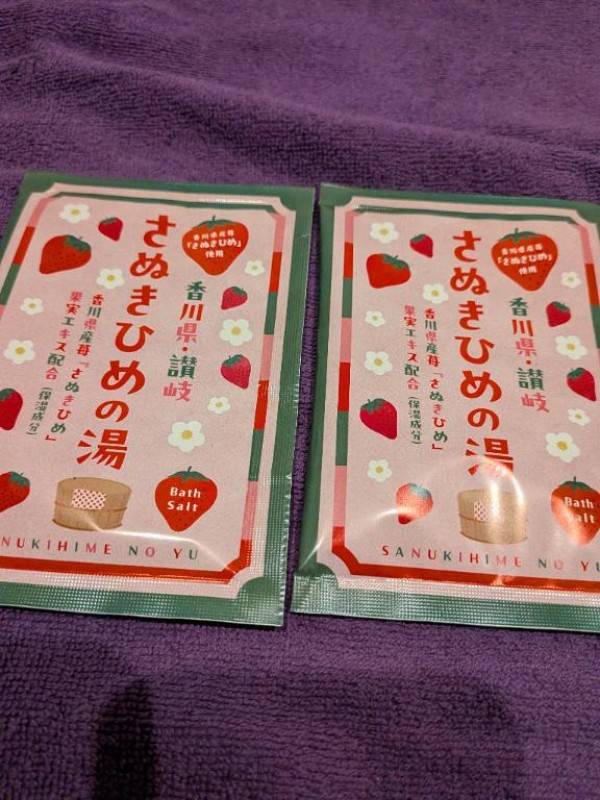 香川県産苺
「さぬきひめ」
使用
香川県・讃岐
さぬきひめの湯
香川県産苺「さぬきひめ」
果実エキス配合(保湿成分)
Bath
Salt
NUKIHIME NO YU
香川県産苺
「さぬきひめ」
使用
香川県・讃岐
さぬきひめの湯
香川県産苺「さぬきひめ」
果実エキス配合(保湿成分)
Bath
Salt
SANUKIHIME NO YU